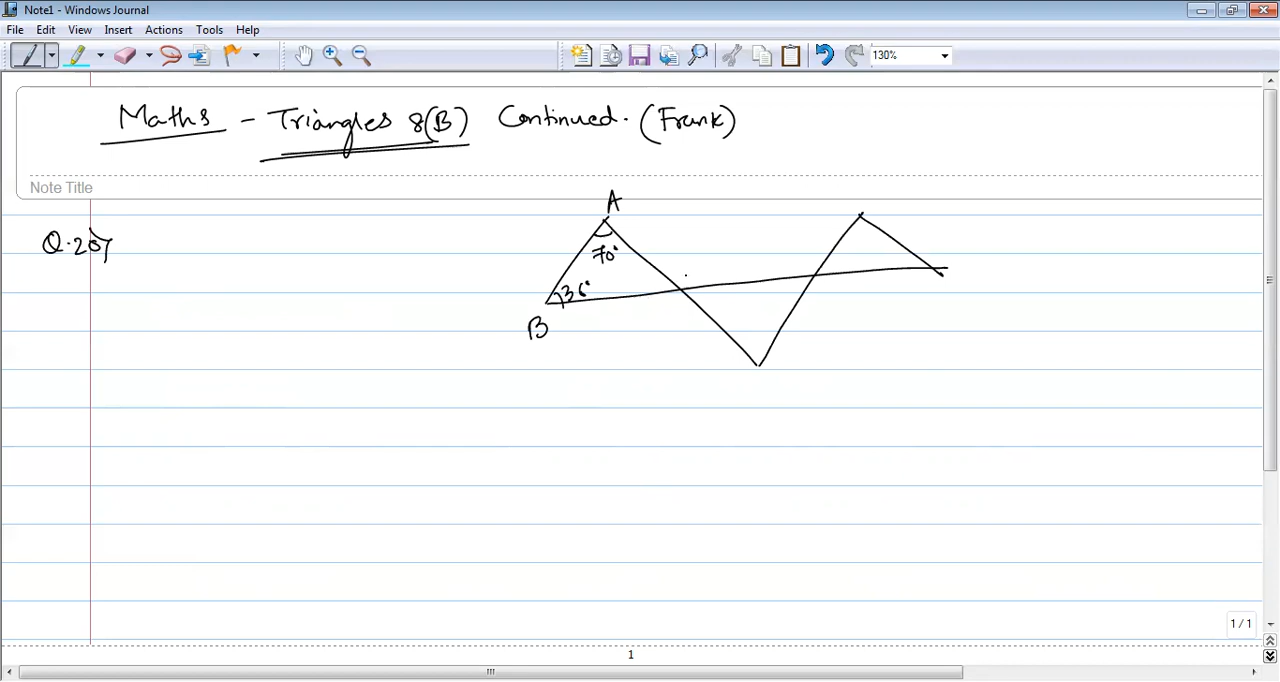 Note1 - Windows Journal
File Edit View Insert Actions Tools Help
130%
Maths - Triangles 8(B) Continued. (Frank)
Note Title
A
Q.20)
70°
36°
B
1 / 1
1